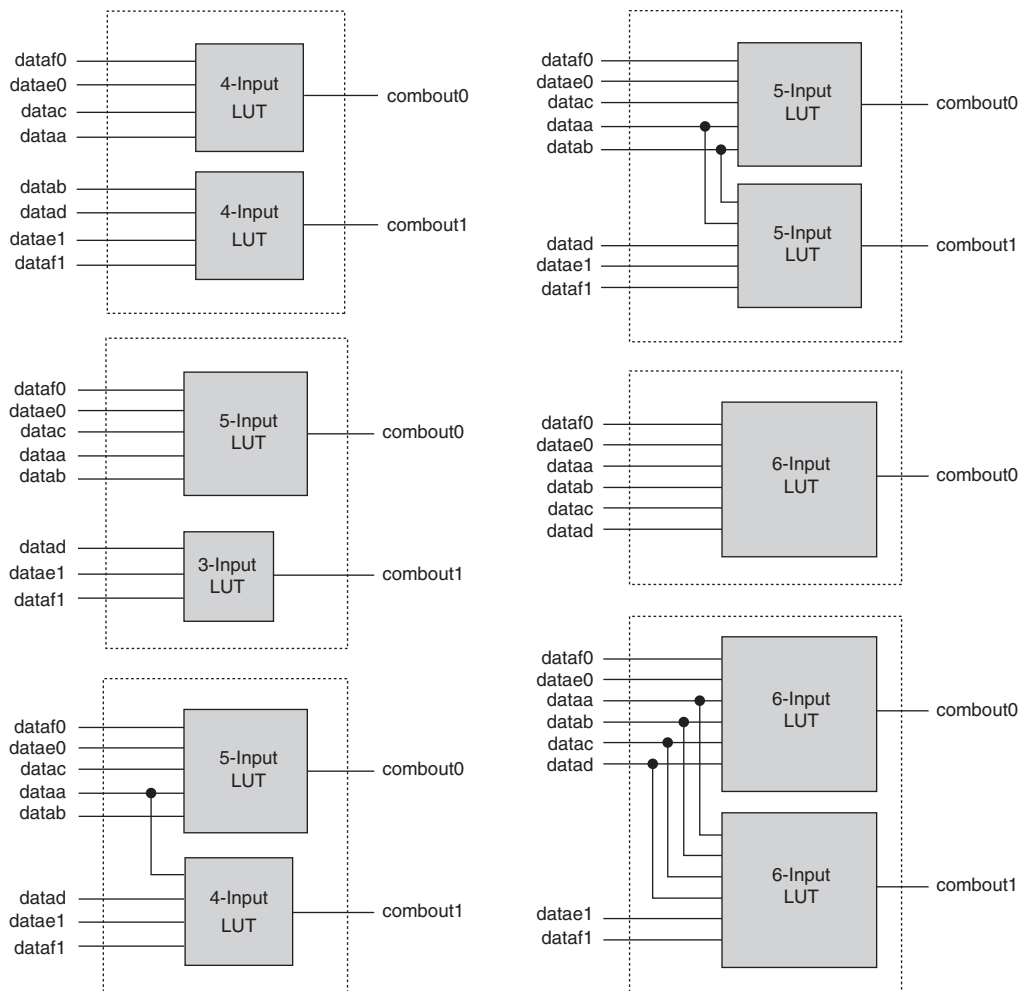 dataf0
datae0
datac
dataa
4-Input
LUT
combout0
datab
datad
datae1
dataf1
4-Input
LUT
combout1
dataf0
datae0
datac
dataa
datab
5-Input
LUT
combout0
datad
datae1
dataf1
3-Input
LUT
combout1
dataf0
datae0
datac
dataa
datab
5-Input
LUT
combout0
datad
datae1
dataf1
4-Input
LUT
combout1
dataf0
datae0
datac
dataa
datab
5-Input
LUT
combout0
datad
datae1
dataf1
5-Input
LUT
combout1
dataf0
datae0
dataa
datab
datac
datad
6-Input
LUT
combout0
dataf0
datae0
dataa
datab
datac
datad
6-Input
LUT
combout0
datae1
dataf1
6-Input
LUT
combout1